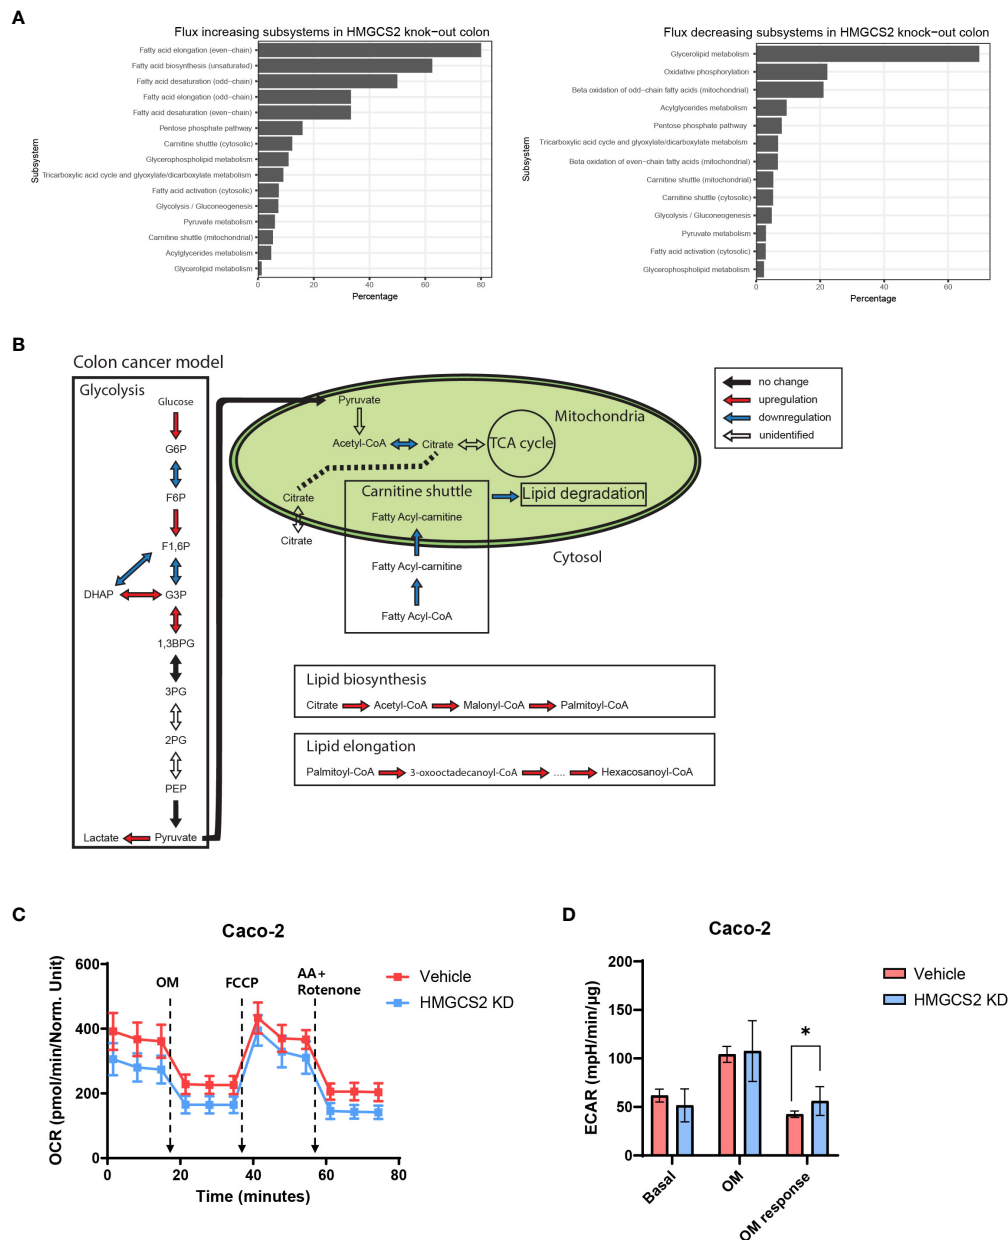 A
Flux increasing subsystems in HMGCS2 knok-out colon
Fatty acid elongation (even-chain)
Fatty acid biosynthesis (unsaturated)
Fatty acid desaturation (odd-chain)
Fatty acid elongation (odd-chain)
Fatty acid desaturation (even-chain)
Pentose phosphate pathway
Carnitine shuttle (cytosolic)
Glycerophospholipid metabolism
Tricarboxylic acid cycle and glyoxylate/dicarboxylate metabolism
Fatty acid activation (cytosolic)
Glycolysis / Gluconeogenesis
Pyruvate metabolism
Carnitine shuttle (mitochondrial)
Acylglycerides metabolism
Glycerolipid metabolism
Subsystem
0 20 40 60 80
Percentage
Flux decreasing subsystems in HMGCS2 knock-out colon
Glycerolipid metabolism
Oxidative phosphorylation
Beta oxidation of odd-chain fatty acids (mitochondrial)
Acylglycerides metabolism
Pentose phosphate pathway
Tricarboxylic acid cycle and glyoxylate/dicarboxylate metabolsm
Beta oxidation of even-chain fatty acids (mitochondrial)
Carnitine shuttle (mitochondrial)
Carnitine shuttle (cytosolic)
Glycolysis / Gluconeogenesis
Pyruvate metabolism
Fatty acid activation (cytosolic)
Glycerophospholipid metabolism
Subsystem
0 20 40 60
Percentage
B
Colon cancer model
Glycolysis
Glucose
G6P
F6P
F1,6P
DHAP
G3P
1,3BPG
3PG
2PG
PEP
Lactate
Pyruvate
Pyruvate
Mitochondria
Acetyl-CoA
Citrate
TCA cycle
Citrate
Citrate
Carnitine shuttle
Lipid degradation
Fatty Acyl-carnitine
Fatty Acyl-carnitine
Fatty Acyl-CoA
Cytosol
no change
upregulation
downregulation
unidentified
Lipid biosynthesis
Citrate Acetyl-CoA Malonyl-CoA Palmitoyl-CoA
Lipid elongation
Palmitoyl-CoA 3-oxooctadecanoyl-CoA .... Hexacosanoyl-CoA
C
Caco-2
OCR (pmol/min/Norm. Unit)
600
400
200
0
OM
FCCP
AA+
Rotenone
Vehicle
HMGCS2 KD
0 20 40 60 80
Time (minutes)
D
Caco-2
ECAR (mpH/min/µg)
200
150
100
50
0
*
Vehicle
HMGCS2 KD
Basal
OM
OM response